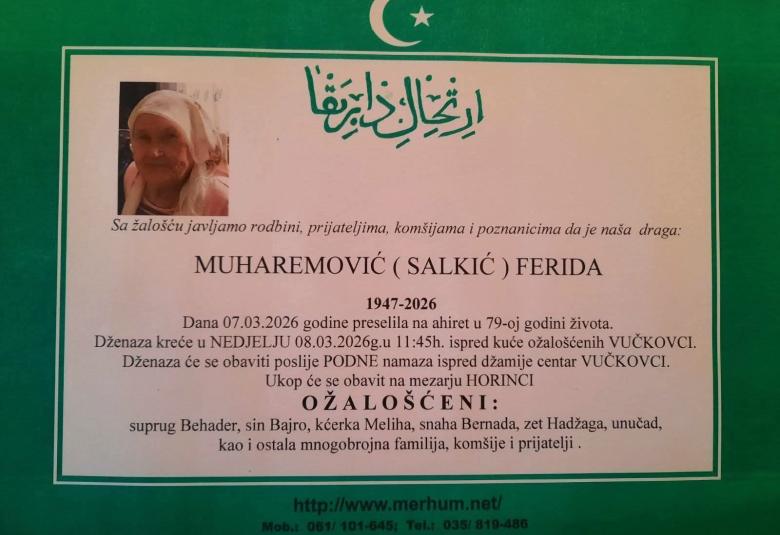 ارتحال دار بقا
Sa žalošću javljamo rodbini, prijateljima, komšijama i poznanicima da je naša draga:
MUHAREMOVIĆ ( SALKIĆ ) FERIDA
1947-2026
Dana 07.03.2026 godine preselila na ahiret u 79-oj godini života.
Dženaza kreće u NEDJELJU 08.03.2026g.u 11:45h. ispred kuće ožalošćenih VUČKOVCI.
Dženaza će se obaviti poslije PODNE namaza ispred džamije centar VUČKOVCI.
Ukop će se obavit na mezarju HORINCI
OŽALOŠĆENI:
suprug Behader, sin Bajro, kćerka Meliha, snaha Bernada, zet Hadžaga, unučad,
kao i ostala mnogobrojna familija, komšije i prijatelji .
http://www.merhum.net/
Mob.: 061/ 101-645; Tel.: 035/ 819-486